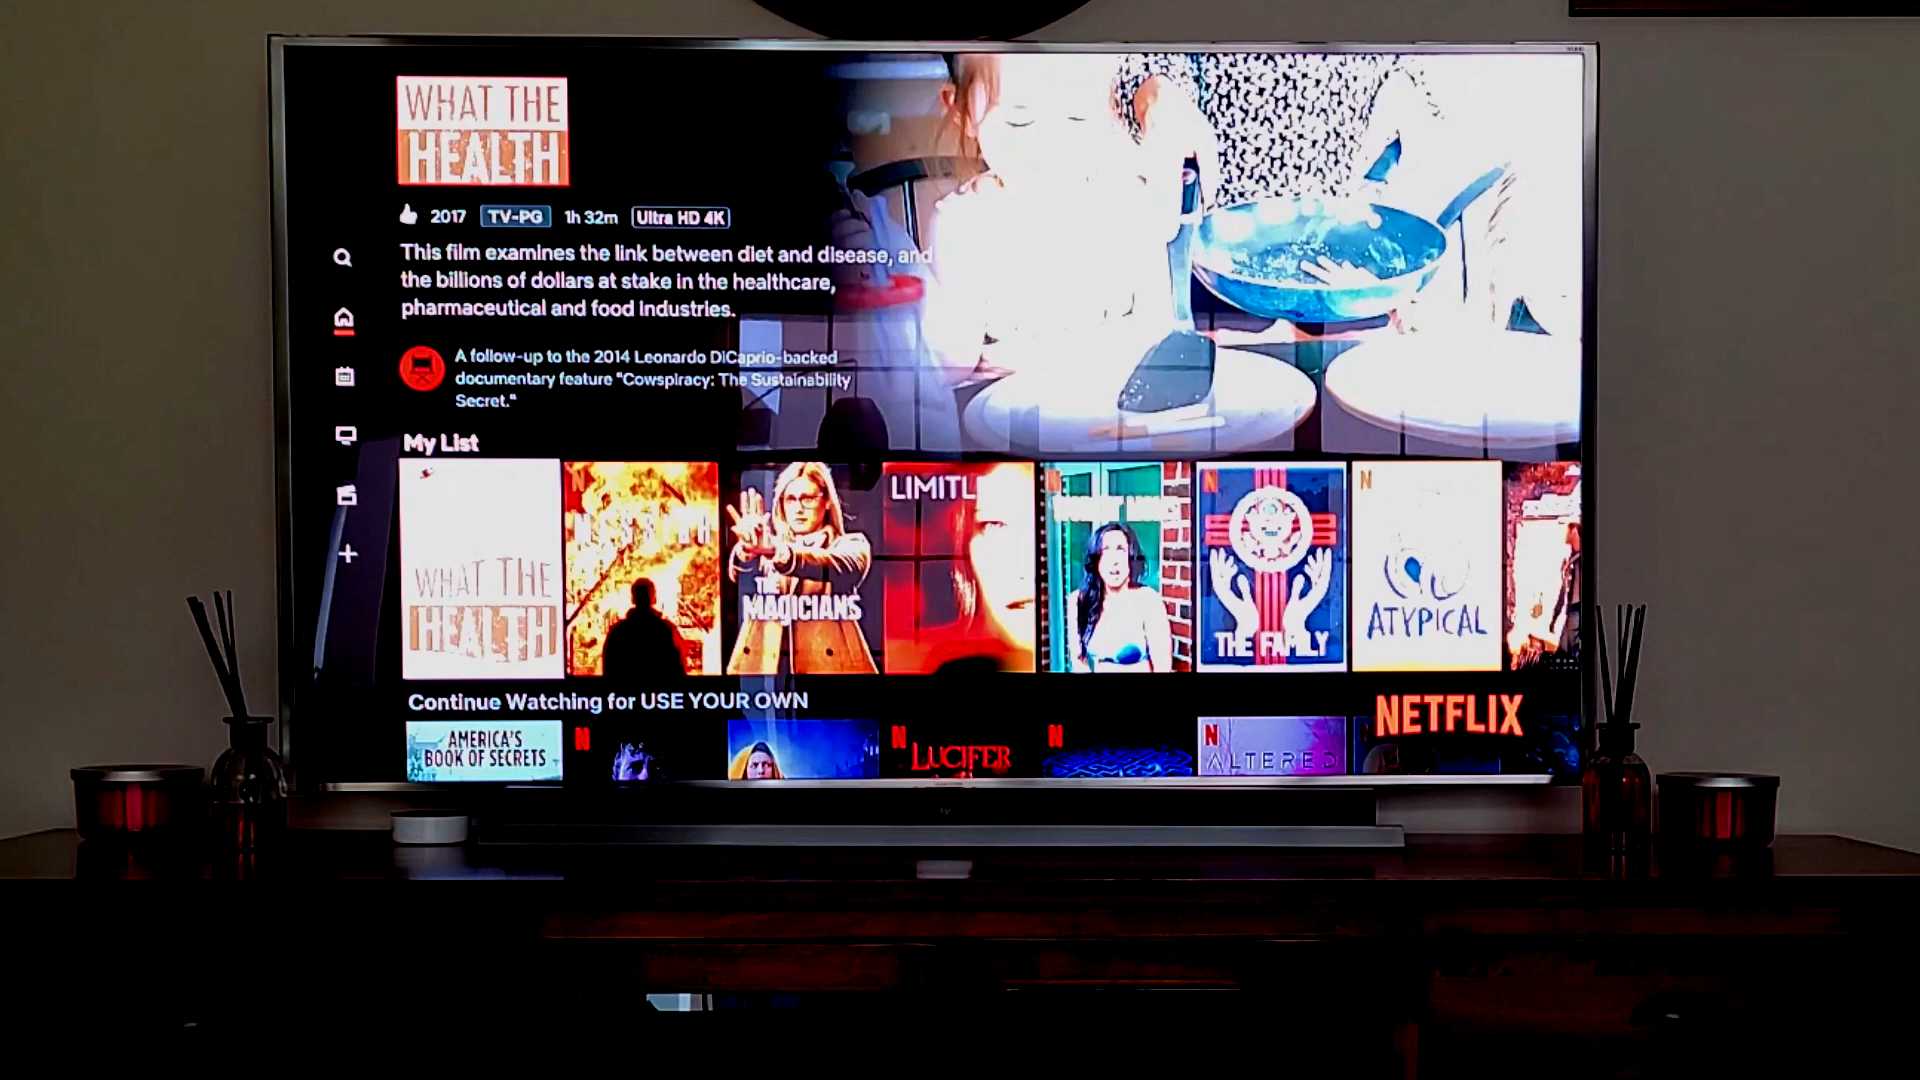 WHAT THE
HEALTH
2017 TV-PG 1h 32m Ultra HD 4K
This film examines the link between diet and disease, and
the billions of dollars at stake in the healthcare,
pharmaceutical and food industries.
A follow-up to the 2014 Leonardo DiCaprio-backed
documentary feature "Cowspiracy: The Sustainability
Secret."
My List
WHAT THE
HEALTH
N
THE
MAGICIANS
LIMITL
N
N
THE FAMILY
N
ATYPICAL
Continue Watching for USE YOUR OWN
NETFLIX
AMERICA'S
BOOK OF SECRETS
N
N
LUCIFER
N
N
ALTERED